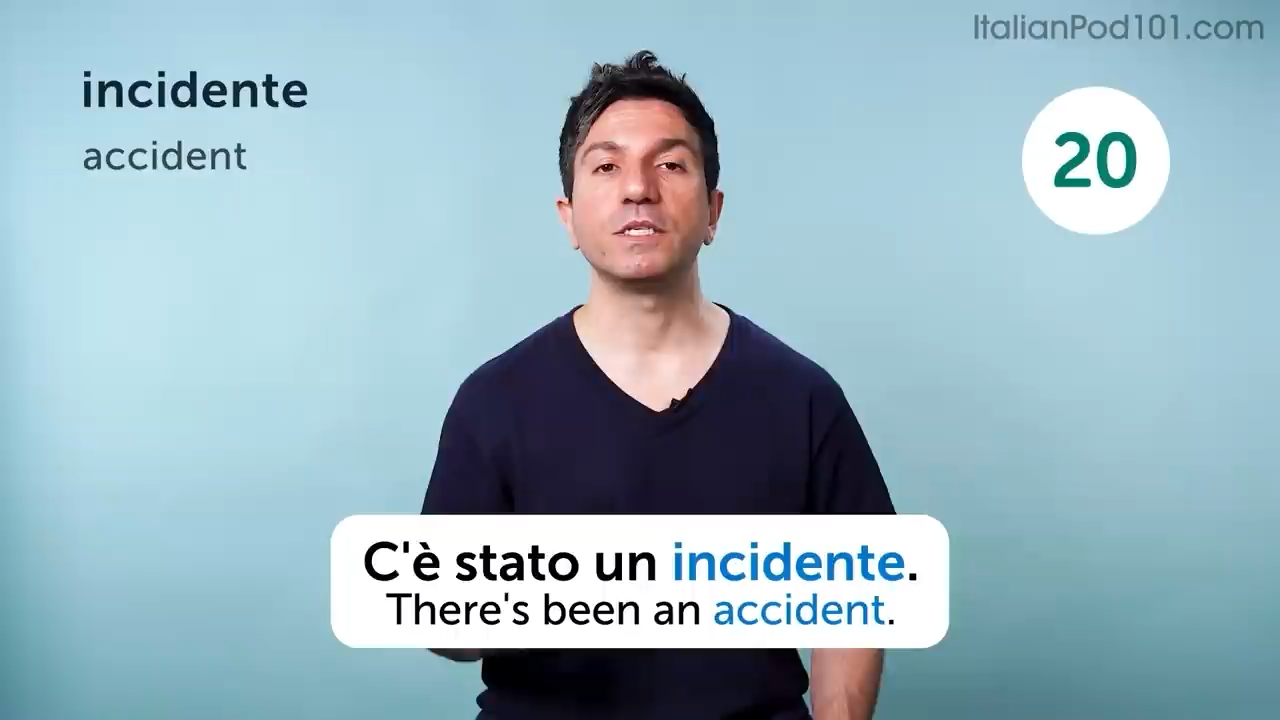 ItalianPod101.com
incidente
accident
20
C'è stato un incidente.
There's been an accident.